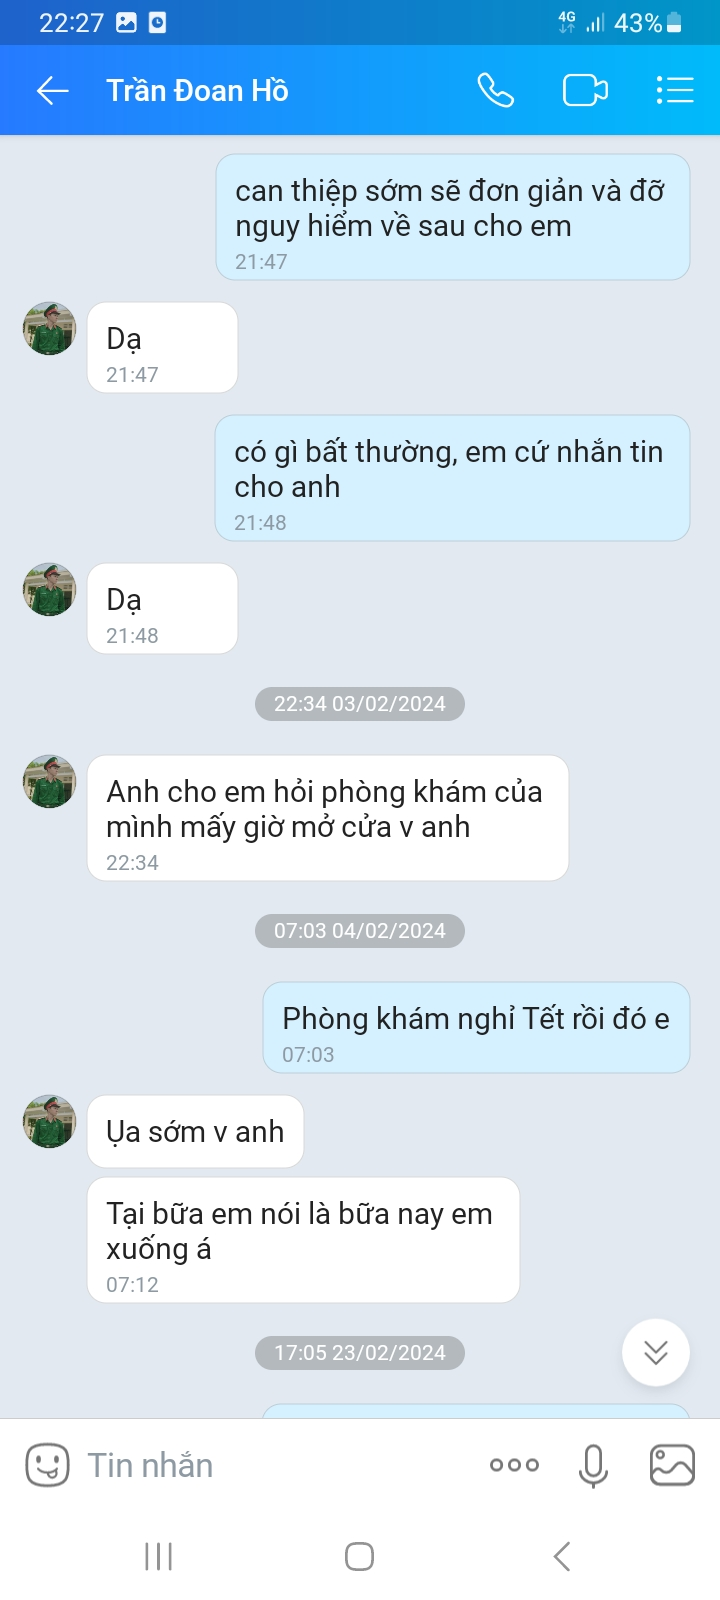 22:27
4G
43%
Trần Đoan Hồ
can thiệp sớm sẽ đơn giản và đỡ
nguy hiểm về sau cho em
21:47
Dạ
21:47
có gì bất thường, em cứ nhắn tin
cho anh
21:48
Dạ
21:48
22:34 03/02/2024
Anh cho em hỏi phòng khám của
mình mấy giờ mở cửa v anh
22:34
07:03 04/02/2024
Phòng khám nghỉ Tết rồi đó e
07:03
Ụa sớm v anh
Tại bữa em nói là bữa nay em
xuống á
07:12
17:05 23/02/2024
Tin nhắn